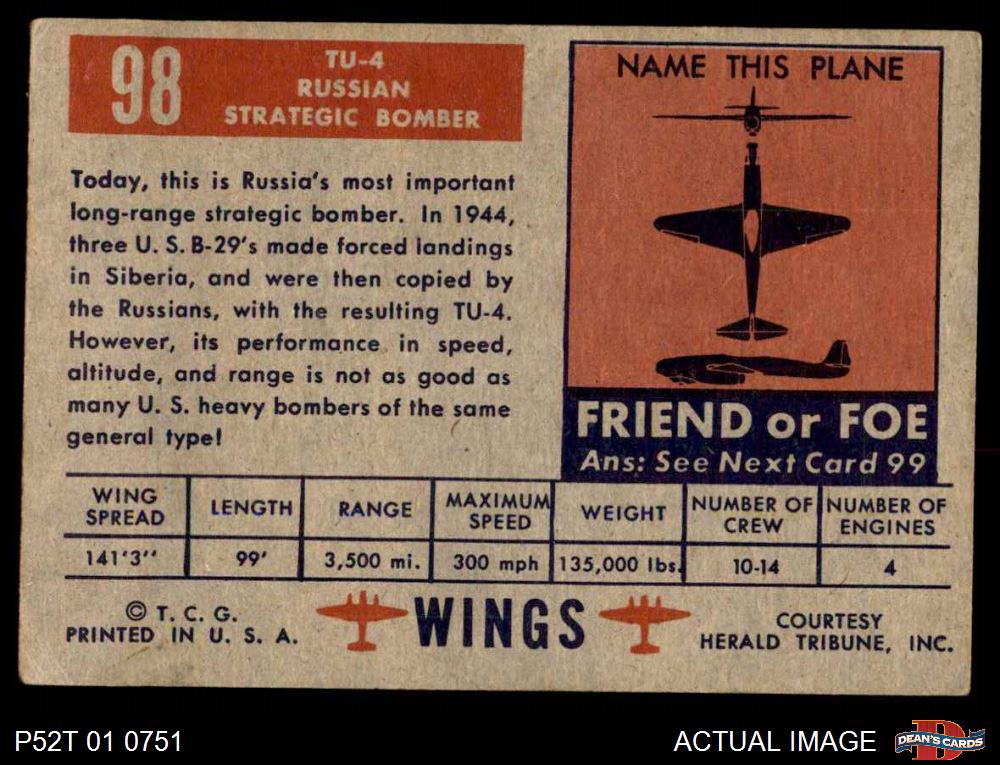 98
TU-4
RUSSIAN
STRATEGIC BOMBER
Today, this is Russia's most important
long-range strategic bomber. In 1944,
three U. S. B-29's made forced landings
in Siberia, and were then copied by
the Russians, with the resulting TU-4.
However, its performance in speed,
altitude, and range is not as good as
many U. S. heavy bombers of the same
general type!
NAME THIS PLANE
FRIEND or FOE
Ans: See Next Card 99
WING SPREAD LENGTH RANGE MAXIMUM SPEED WEIGHT NUMBER OF CREW NUMBER OF ENGINES
141'3" 99' 3,500 mi. 300 mph 135,000 lbs. 10-14 4
© T. C. G.
PRINTED IN U. S. A.
WINGS
COURTESY
HERALD TRIBUNE, INC.
P52T 01 0751
ACTUAL IMAGE
DEAN'S CARDS